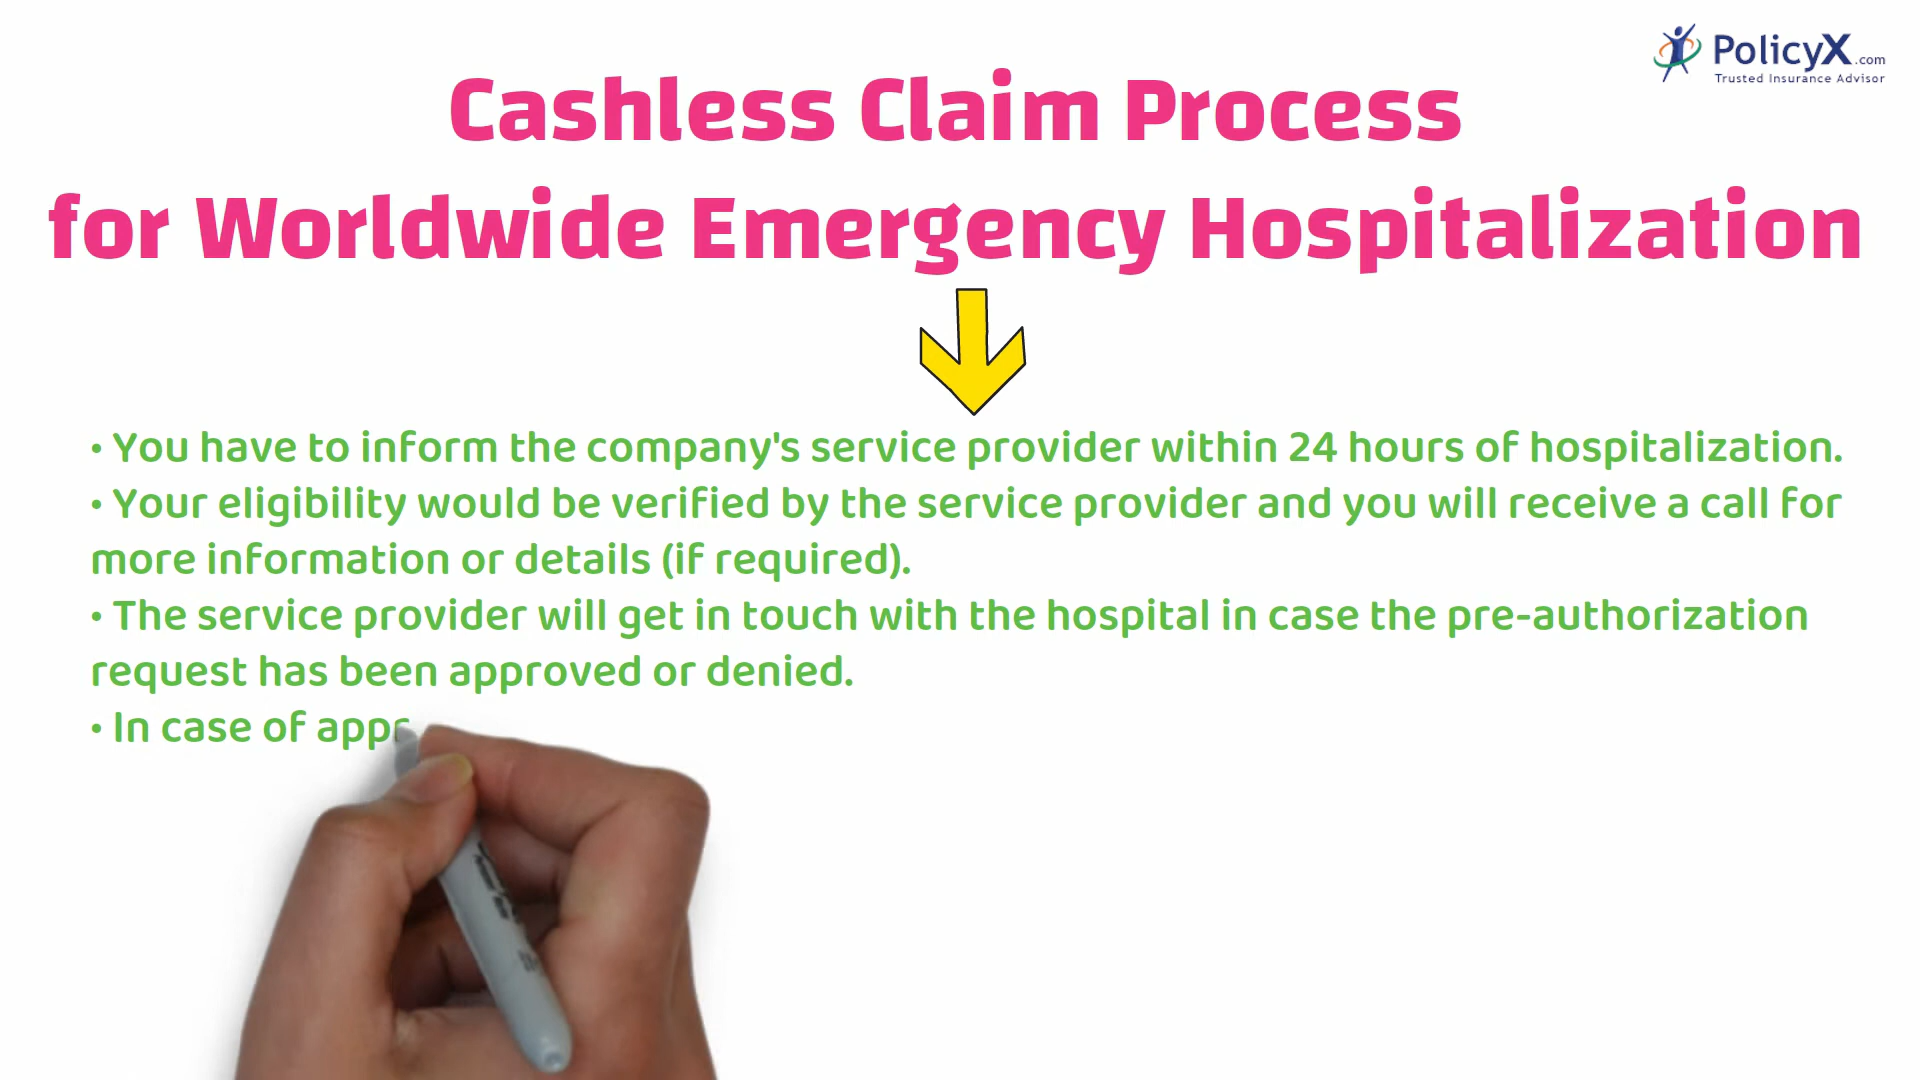 PolicyX.com
Trusted Insurance Advisor
Cashless Claim Process
for Worldwide Emergency Hospitalization
• You have to inform the company's service provider within 24 hours of hospitalization.
• Your eligibility would be verified by the service provider and you will receive a call for
more information or details (if required).
• The service provider will get in touch with the hospital in case the pre-authorization
request has been approved or denied.
• In case of appr